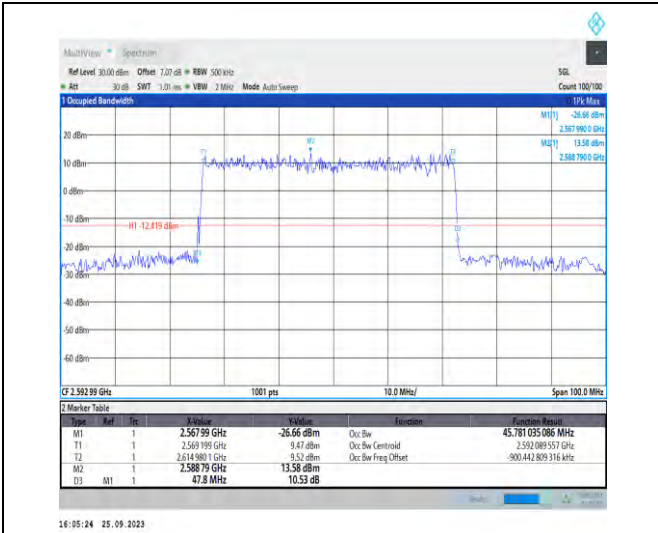 MultiView Spectrum
Ref Level 30.00 dBm Offset 7.07 dB RBW 500 kHz SGL
Att 30 dB SWT 1.01 ms VBW 2 MHz Mode Auto Sweep Count 100/100
1 Occupied Bandwidth 1Pk Max
M1[1] -26.66 dBm
2.567 990 0 GHz
M2[1] 13.58 dBm
2.588 790 0 GHz
20 dBm
M2
T1 T2
10 dBm
0 dBm
-10 dBm
H1 -12.419 dBm
D3
-20 dBm
M1
-30 dBm
-40 dBm
-50 dBm
-60 dBm
CF 2.592 99 GHz 1001 pts 10.0 MHz/ Span 100.0 MHz
2 Marker Table
Type Ref Trc X-Value Y-Value Function Function Result
M1 1 2.567 99 GHz -26.66 dBm Occ Bw 45.781 035 086 MHz
T1 1 2.569 199 GHz 9.47 dBm Occ Bw Centroid 2.592 089 557 GHz
T2 1 2.614 980 1 GHz 9.52 dBm Occ Bw Freq Offset -900.442 809 316 kHz
M2 1 2.588 79 GHz 13.58 dBm
D3 M1 1 47.8 MHz 10.53 dB
16:05:24 25.09.2023